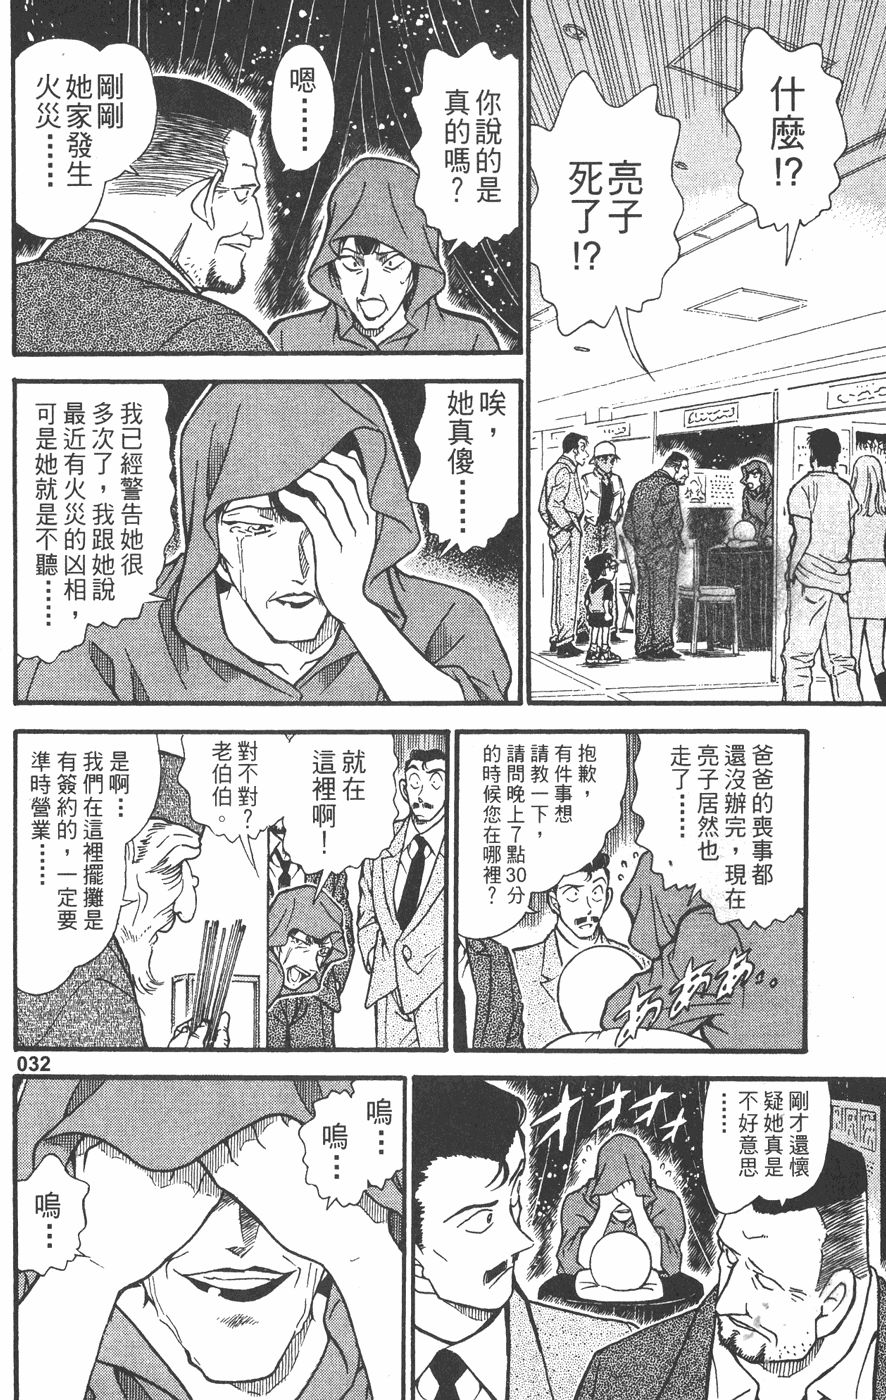 什麼!?
亮子
死了!?
你說的是
真的嗎?
嗯……
剛剛
她家發生
火災……
唉，
她真傻……
我已經警告她很
多次了，我跟她說
最近有火災的凶相，
可是她就是不聽……
爸爸的喪事都
還沒辦完，現在
亮子居然也
走了……
抱歉，
有件事想
請教一下，
請問晚上7點30分
的時候您在哪裡?
あああ…
就在
這裡啊!
對不對?
老伯伯。
是啊…
我們在這裡擺攤是
有簽約的，一定要
準時營業……
032
剛才還懷
疑她真是
不好意思
……
オオオ
嗚…
嗚…
嗚…